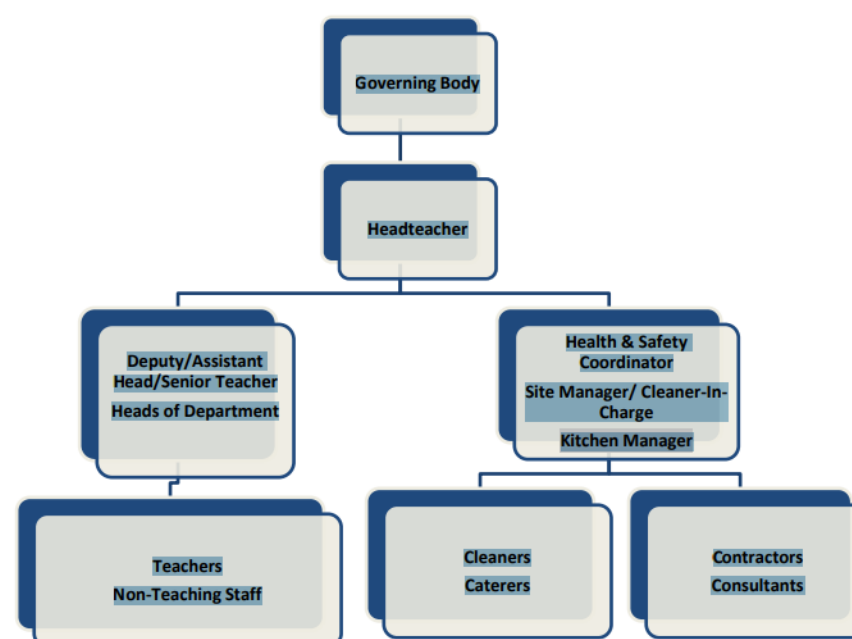 Governing Body
Headteacher
Deputy/Assistant
Head/Senior Teacher
Heads of Department
Health & Safety
Coordinator
Site Manager/ Cleaner-In-
Charge
Kitchen Manager
Teachers
Non-Teaching Staff
Cleaners
Caterers
Contractors
Consultants